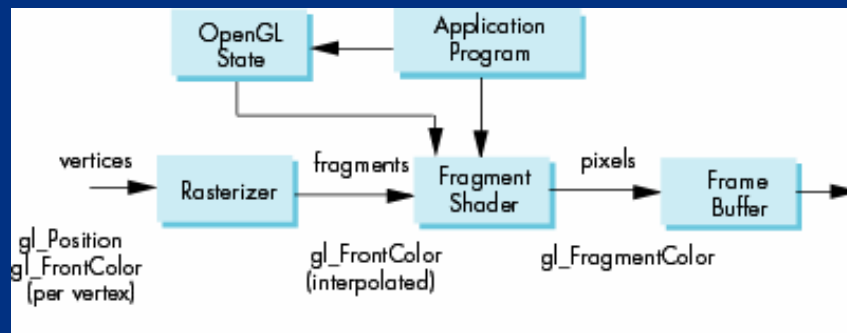 OpenGL
State
Application
Program
vertices
Rasterizer
fragments
Fragment
Shader
pixels
Frame
Buffer
gl_Position
gl_FrontColor
(per vertex)
gl_FrontColor
(interpolated)
gl_FragmentColor